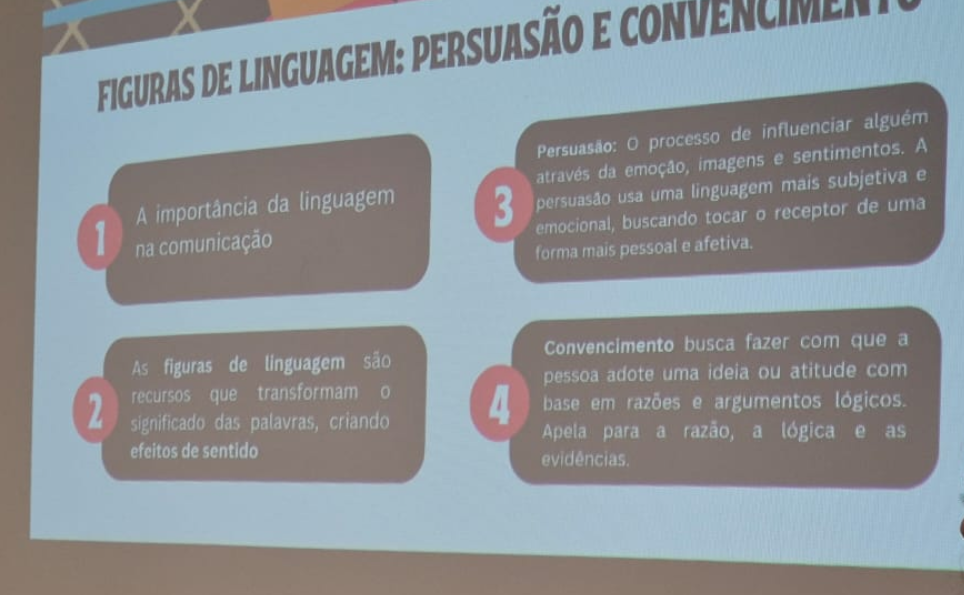 FIGURAS DE LINGUAGEM: PERSUASÃO E CONVENCIMENTO
1
A importância da linguagem
na comunicação
2
As figuras de linguagem são
recursos que transformam o
significado das palavras, criando
efeitos de sentido
3
Persuasão: O processo de influenciar alguém
através da emoção, imagens e sentimentos. A
persuasão usa uma linguagem mais subjetiva e
emocional, buscando tocar o receptor de uma
forma mais pessoal e afetiva.
4
Convencimento busca fazer com que a
pessoa adote uma ideia ou atitude com
base em razões e argumentos lógicos.
Apela para a razão, a lógica e as
evidências.